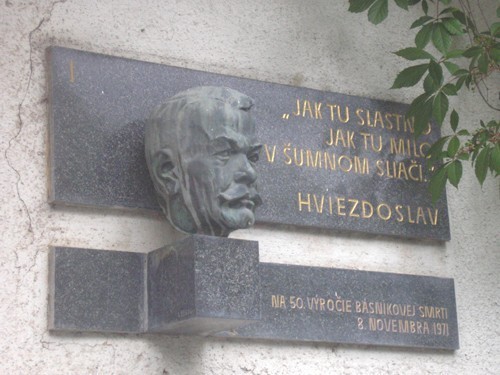 „JAK TU SLASTNO
JAK TU MILO
V ŠUMNOM SLIAČI.
HVIEZDOSLAV
NA 50. VÝROČIE BÁSNIKOVEJ SMRTI
8. NOVEMBRA 1971